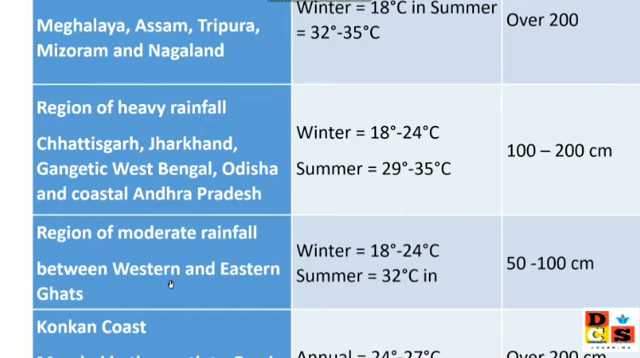 Winter = 18°C in Summer
Meghalaya, Assam, Tripura,
= 32°-35°C
Over 200
Mizoram and Nagaland
Region of heavy rainfall
Chhattisgarh, Jharkhand,
Gangetic West Bengal, Odisha
and coastal Andhra Pradesh
Winter = 18°-24°C
Summer = 29°-35°C
100 – 200 cm
Region of moderate rainfall
between Western and Eastern
Ghats
Winter = 18°-24°C
Summer = 32°C in
50 -100 cm
Konkan Coast
Annual = 24°-27°C
Over 200 cm
D
C S
LEARNING